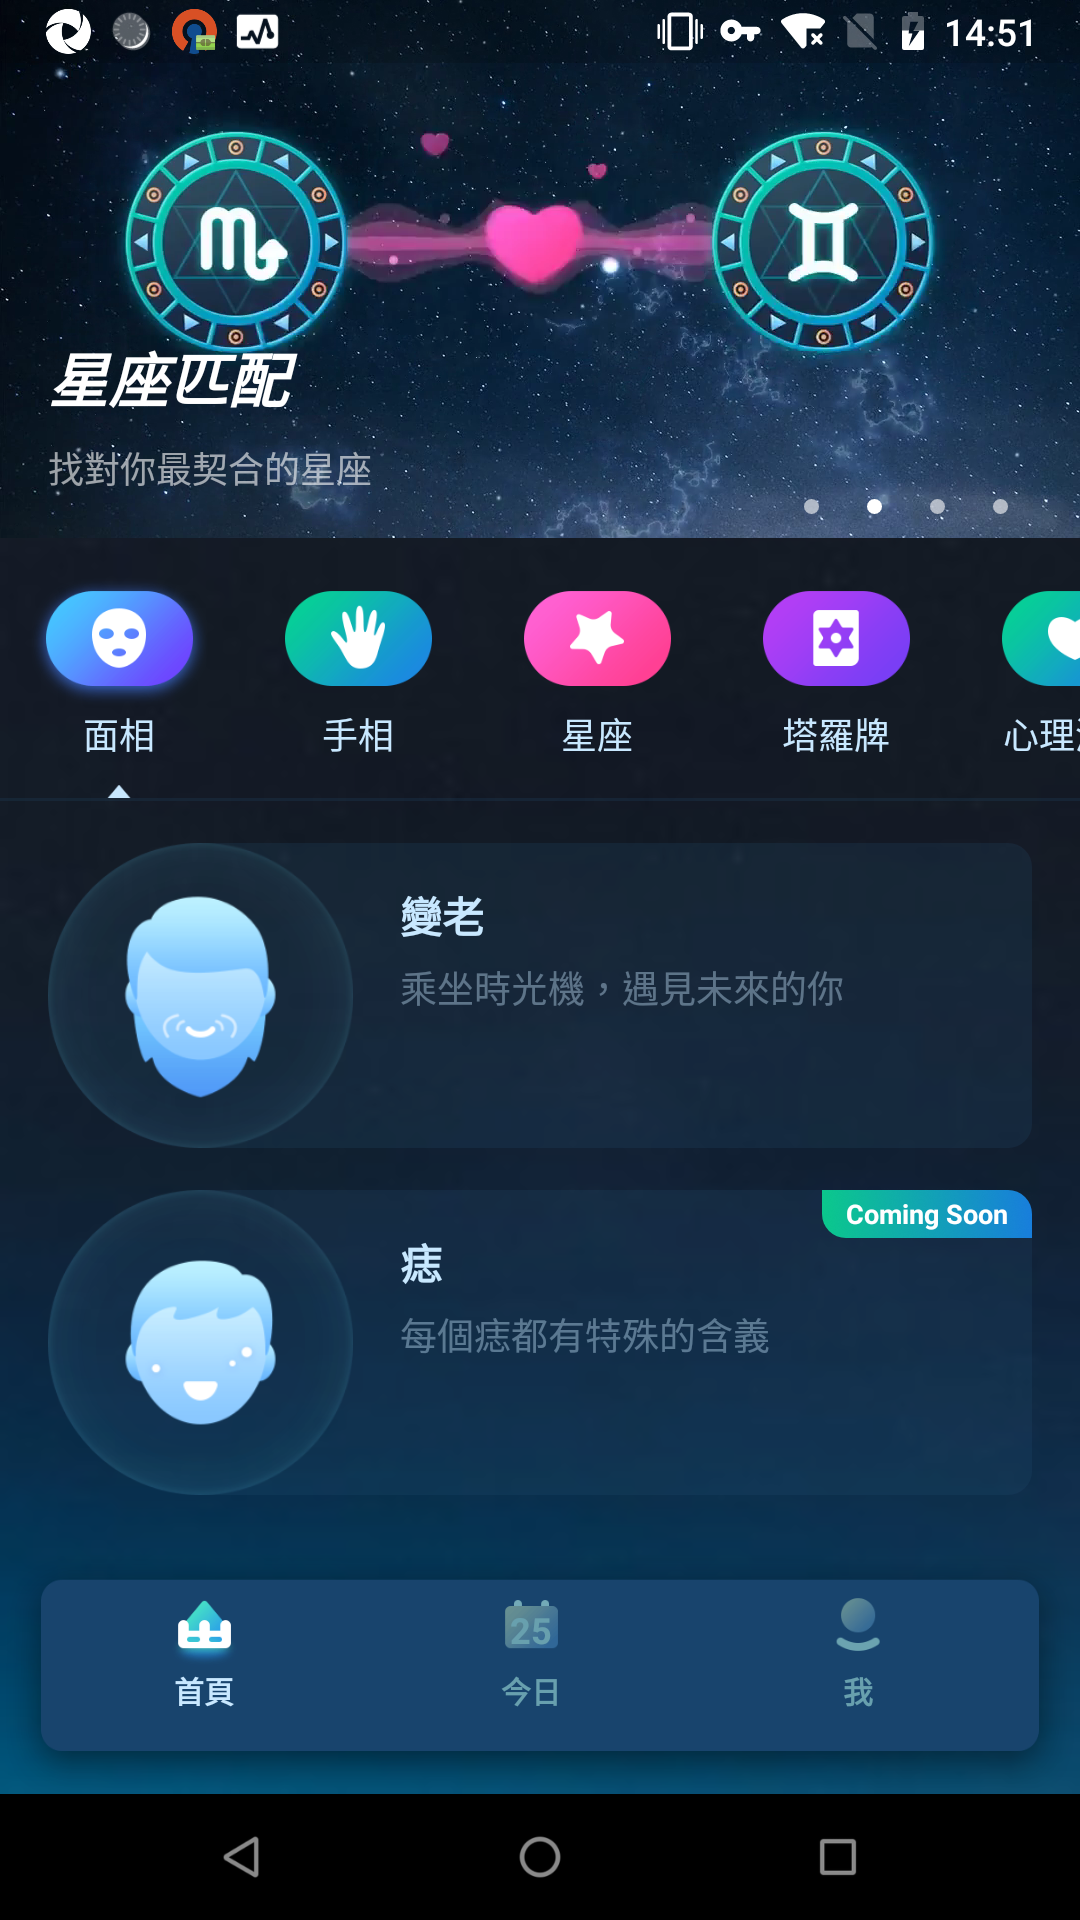 14:51
星座匹配
找對你最契合的星座
面相
手相
星座
塔羅牌
心理
變老
乘坐時光機，遇見未來的你
Coming Soon
痣
每個痣都有特殊的含義
25
首頁
今日
我